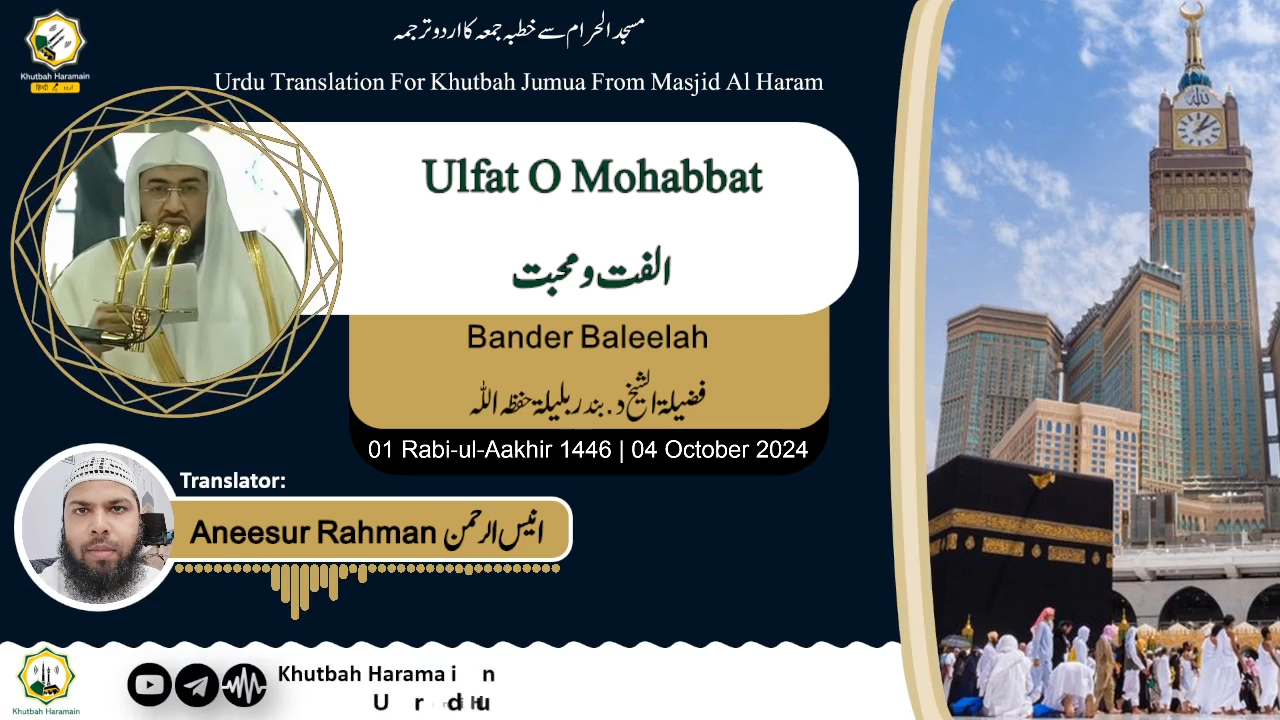 Khutbah Haramain
हिन्दी اردو
مسجد الحرام سے خطبہ جمعہ کا اردو ترجمہ
Urdu Translation For Khutbah Jumua From Masjid Al Haram
Ulfat O Mohabbat
الفت و محبت
Bander Baleelah
فضیلۃ الشیخ د. بندر بلیلۃ حفظہ اللہ
01 Rabi-ul-Aakhir 1446 | 04 October 2024
Translator:
Aneesur Rahman انیس الرحمن
Khutbah Haramain
Khutbah Haramain
Urdu